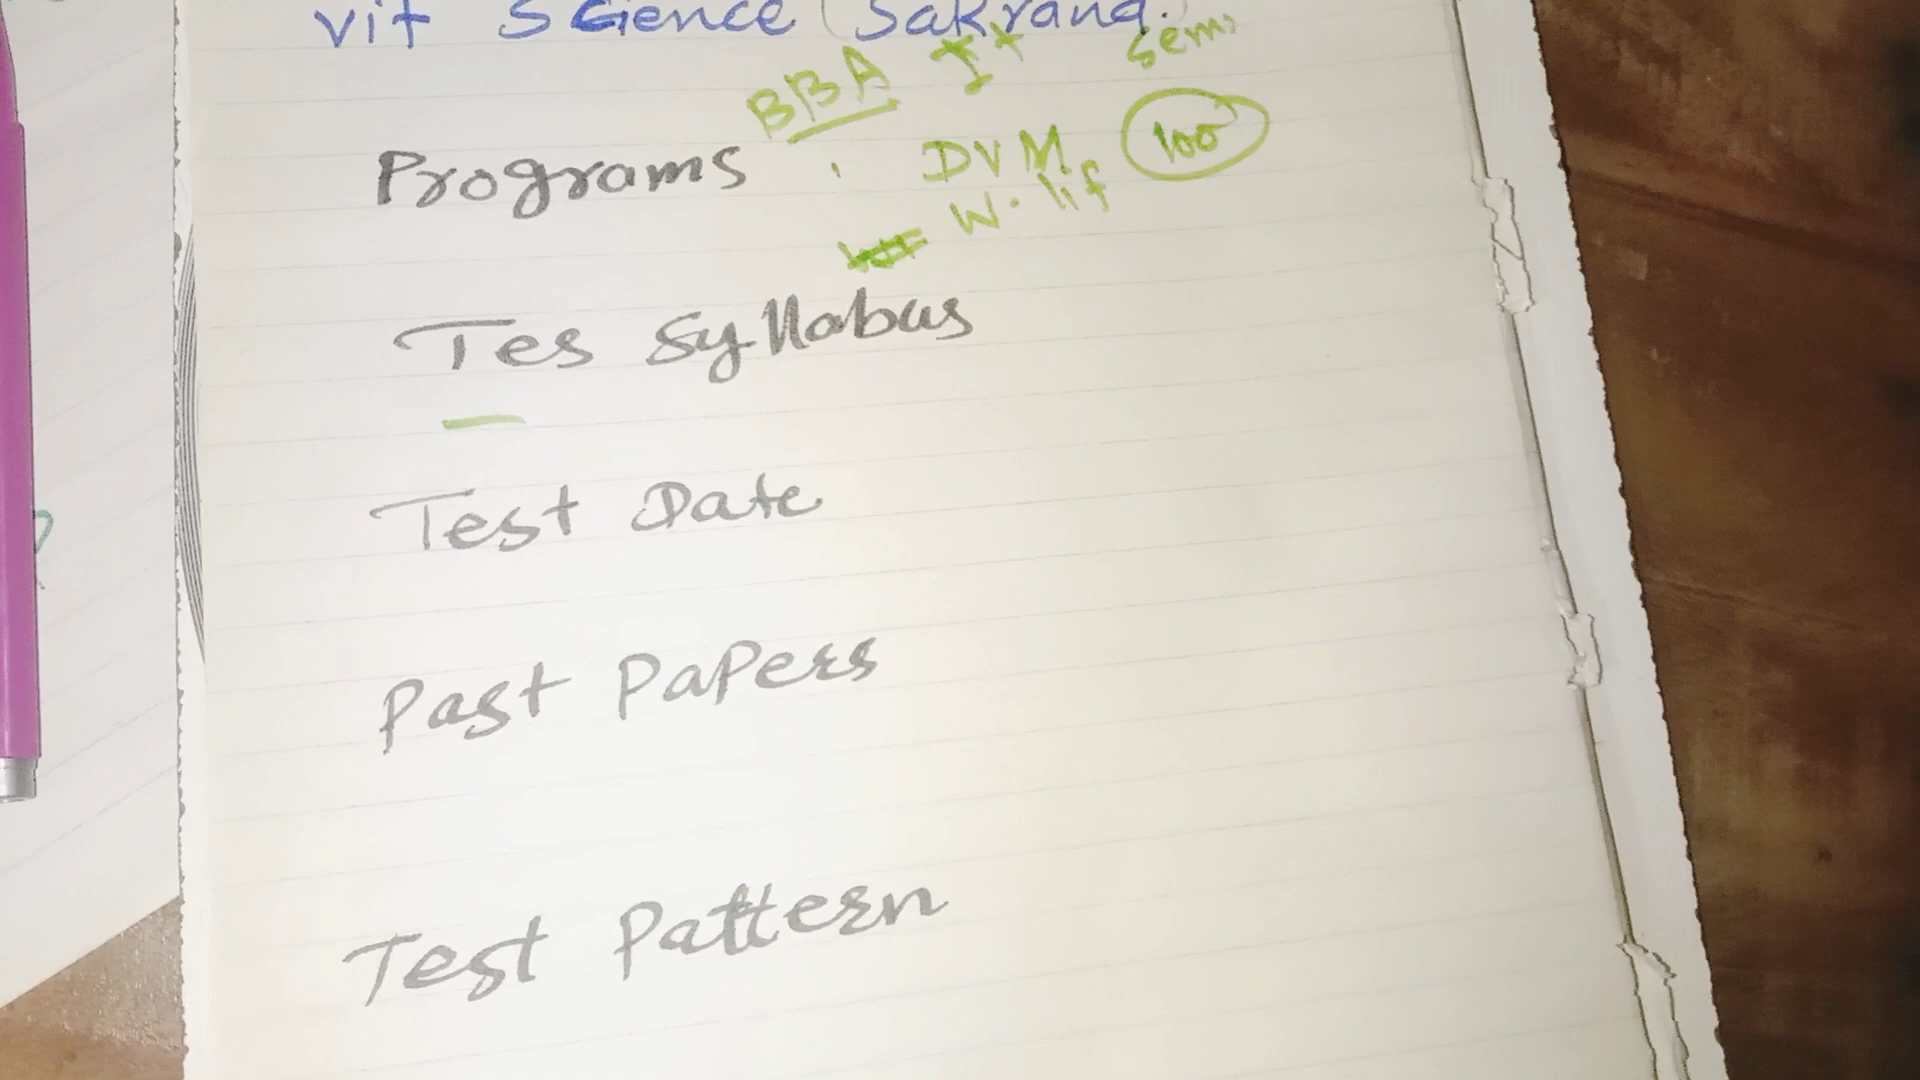 vit Science (Sakrand.
BBA I Sem.
Programs . DVM 100
W. lif
Tes Syllabus
Test Date
Past Papers
Test Pattern